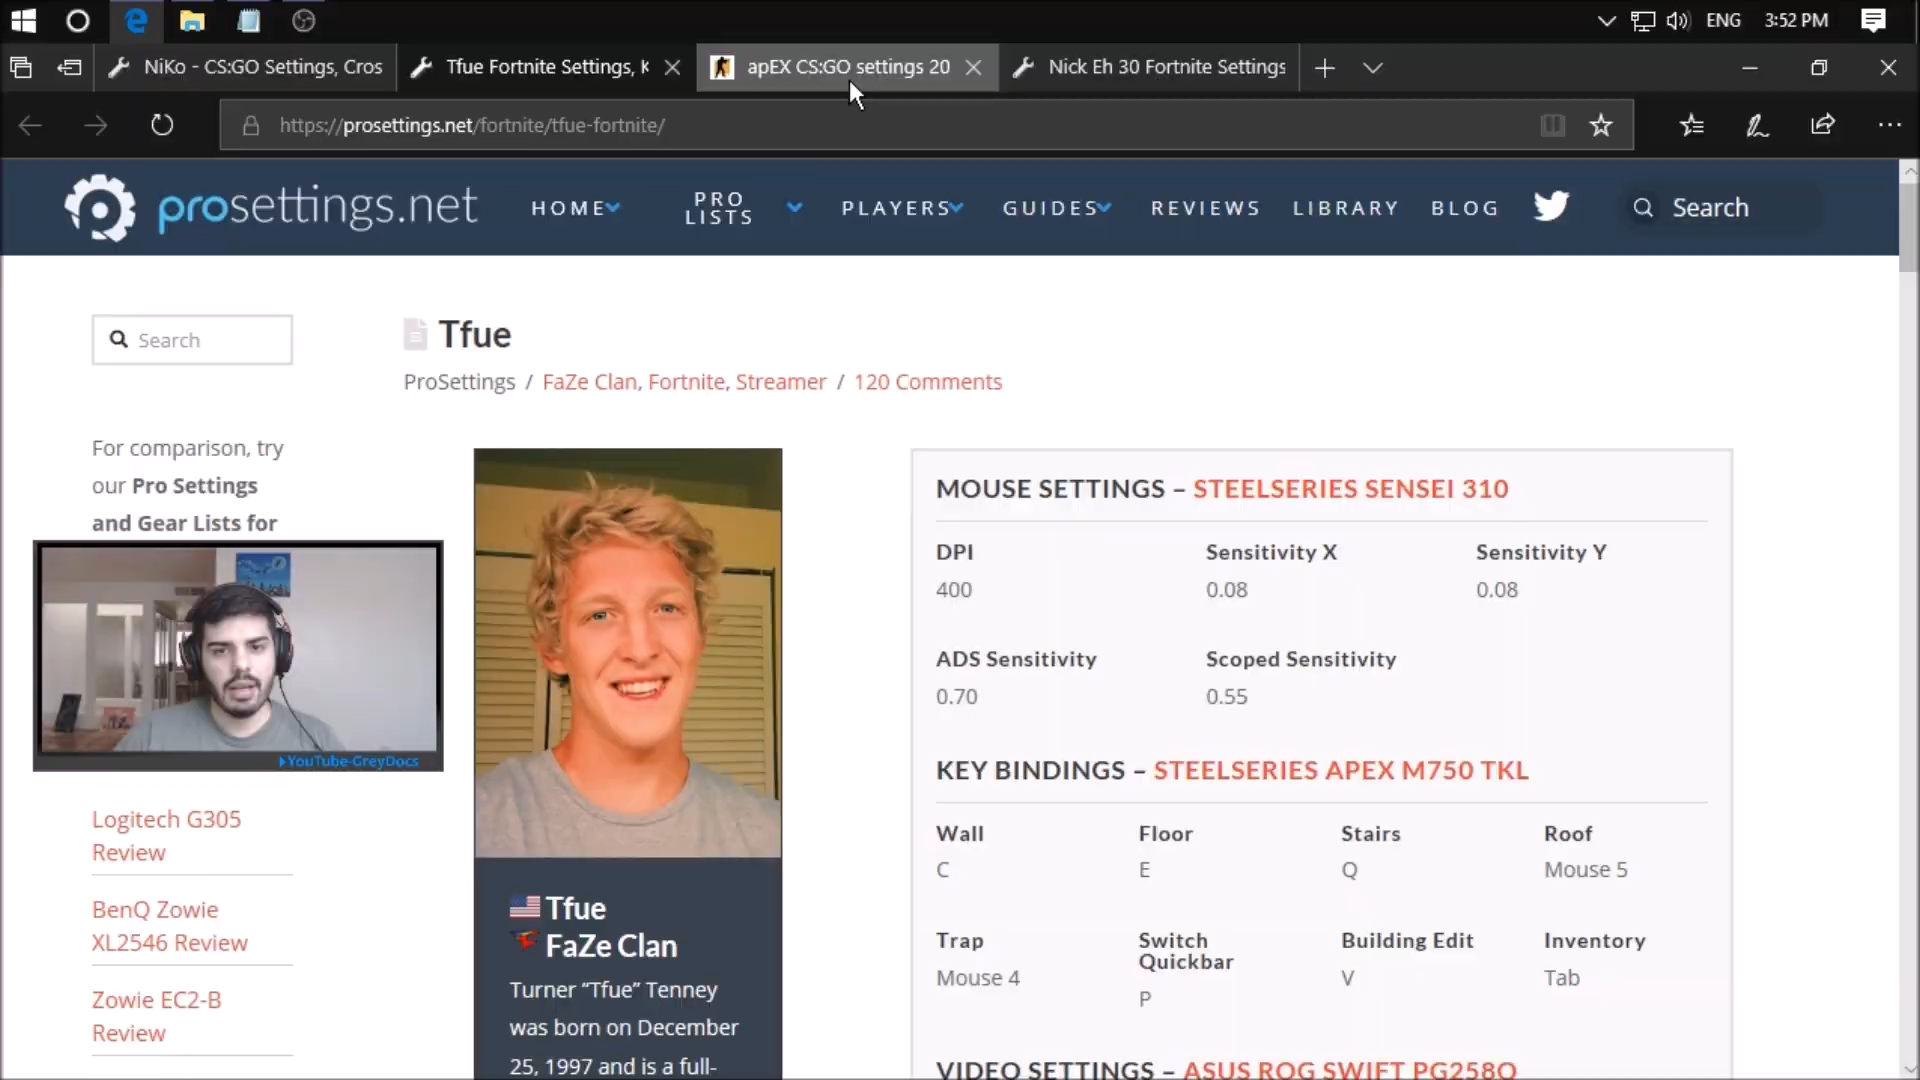 ENG 3:52 PM
NiKo - CS:GO Settings, Cros
Tfue Fortnite Settings, K
apEX CS:GO settings 20
Nick Eh 30 Fortnite Settings
https://prosettings.net/fortnite/tfue-fortnite/
prosettings.net
HOME
PRO
LISTS
PLAYERS
GUIDES
REVIEWS
LIBRARY
BLOG
Search
Search
Tfue
ProSettings / FaZe Clan, Fortnite, Streamer / 120 Comments
For comparison, try
our Pro Settings
and Gear Lists for
▸YouTube-GreyDocs
Logitech G305
Review
BenQ Zowie
XL2546 Review
Zowie EC2-B
Review
Tfue
FaZe Clan
Turner “Tfue” Tenney
was born on December
25, 1997 and is a full-
MOUSE SETTINGS – STEELSERIES SENSEI 310
DPI Sensitivity X Sensitivity Y
400 0.08 0.08
ADS Sensitivity Scoped Sensitivity
0.70 0.55
KEY BINDINGS – STEELSERIES APEX M750 TKL
Wall Floor Stairs Roof
C E Q Mouse 5
Trap Switch Quickbar Building Edit Inventory
Mouse 4 P V Tab
VIDEO SETTINGS – ASUS ROG SWIFT PG258Q